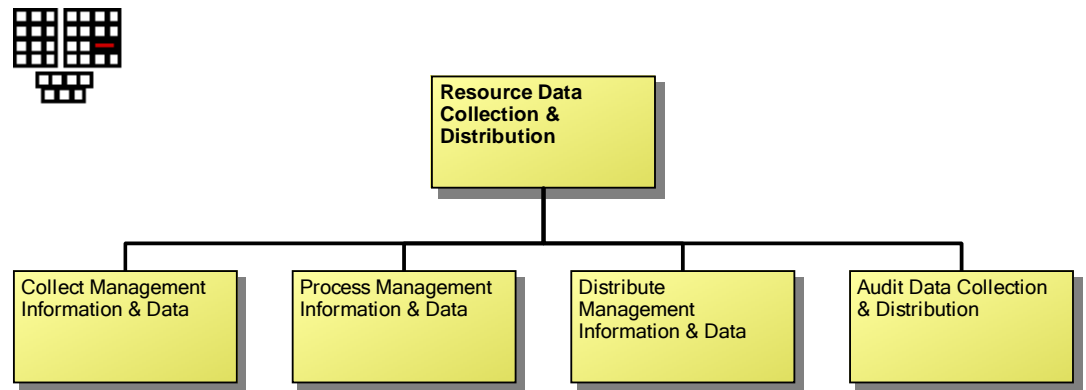 Resource Data
Collection &
Distribution
Collect Management
Information & Data
Process Management
Information & Data
Distribute
Management
Information & Data
Audit Data Collection
& Distribution